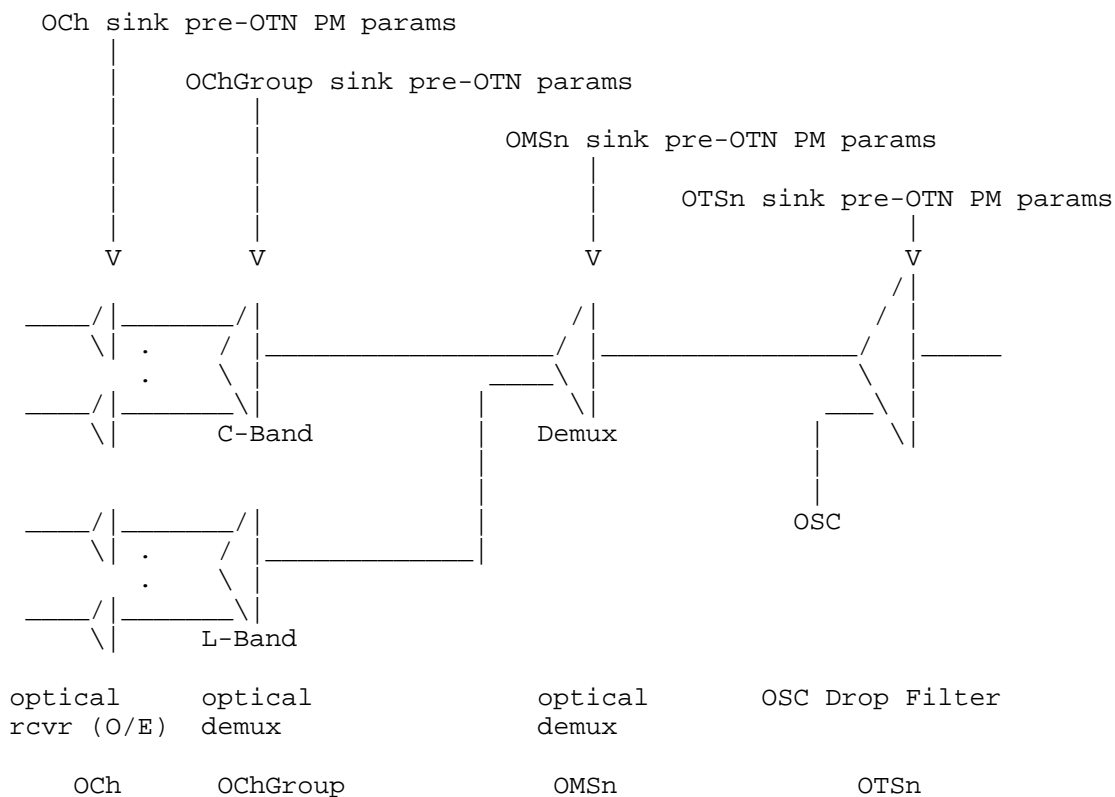 OCh sink pre-OTN PM params
OChGroup sink pre-OTN params
OMSn sink pre-OTN PM params
OTSn sink pre-OTN PM params
V V V V
C-Band Demux
OSC
L-Band
optical optical optical OSC Drop Filter
rcvr (O/E) demux demux
OCh OChGroup OMSn OTSn